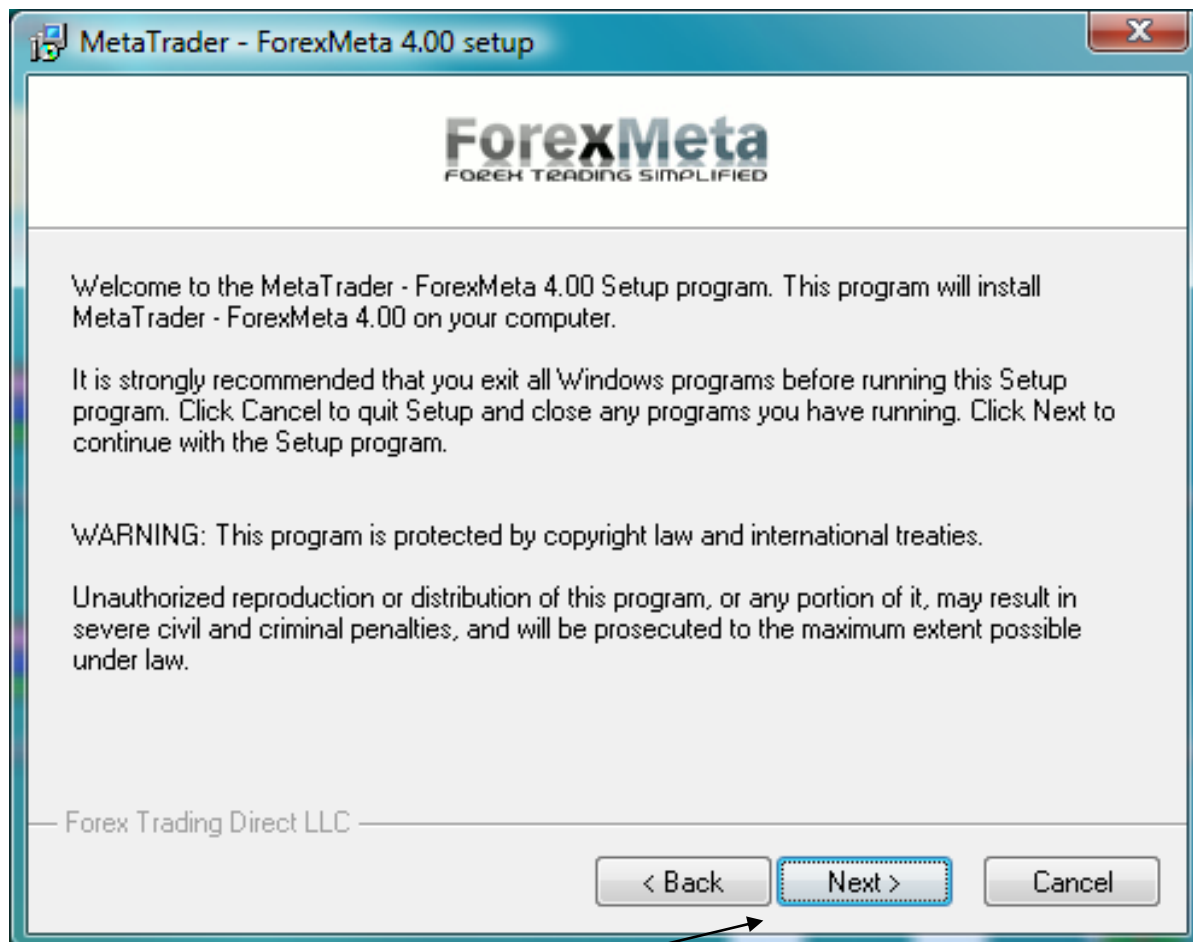 MetaTrader - ForexMeta 4.00 setup
X
ForexMeta
FOREX TRADING SIMPLIFIED
Welcome to the MetaTrader - ForexMeta 4.00 Setup program. This program will install
MetaTrader - ForexMeta 4.00 on your computer.
It is strongly recommended that you exit all Windows programs before running this Setup
program. Click Cancel to quit Setup and close any programs you have running. Click Next to
continue with the Setup program.
WARNING: This program is protected by copyright law and international treaties.
Unauthorized reproduction or distribution of this program, or any portion of it, may result in
severe civil and criminal penalties, and will be prosecuted to the maximum extent possible
under law.
Forex Trading Direct LLC
< Back Next > Cancel